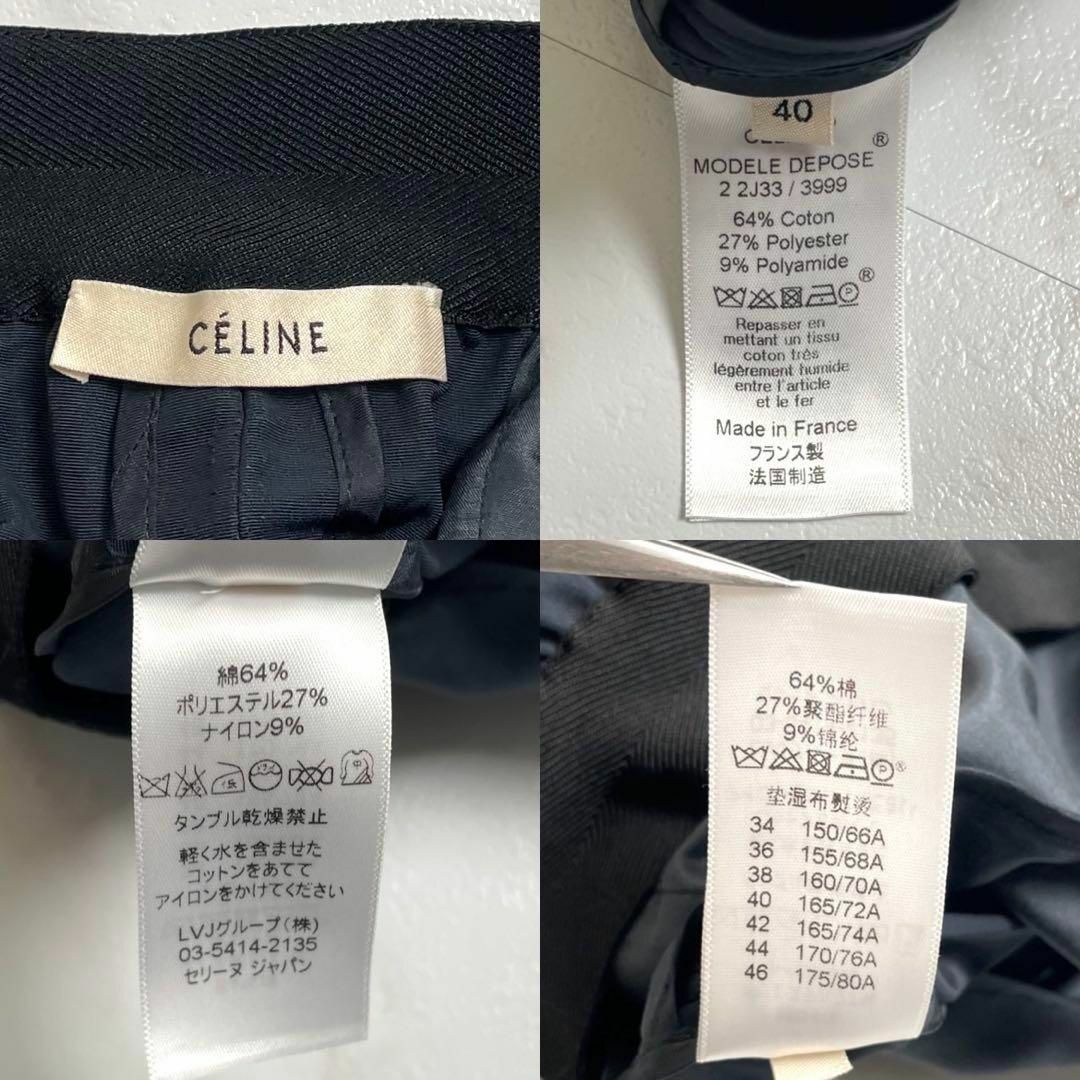 CÉLINE
40
®
MODELE DEPOSE
2 2J33 / 3999
64% Coton
27% Polyester
9% Polyamide
®
Repasser en
mettant un tissu
coton très
légèrement humide
entre l'article
et le fer
Made in France
フランス製
法国制造
綿64%
ポリエステル27%
ナイロン9%
タンブル乾燥禁止
軽く水を含ませた
コットンをあてて
アイロンをかけてください
LVJグループ(株)
03-5414-2135
セリーヌ ジャパン
64%棉
27%聚酯纤维
9%锦纶
®
垫湿布熨烫
34 150/66A
36 155/68A
38 160/70A
40 165/72A
42 165/74A
44 170/76A
46 175/80A